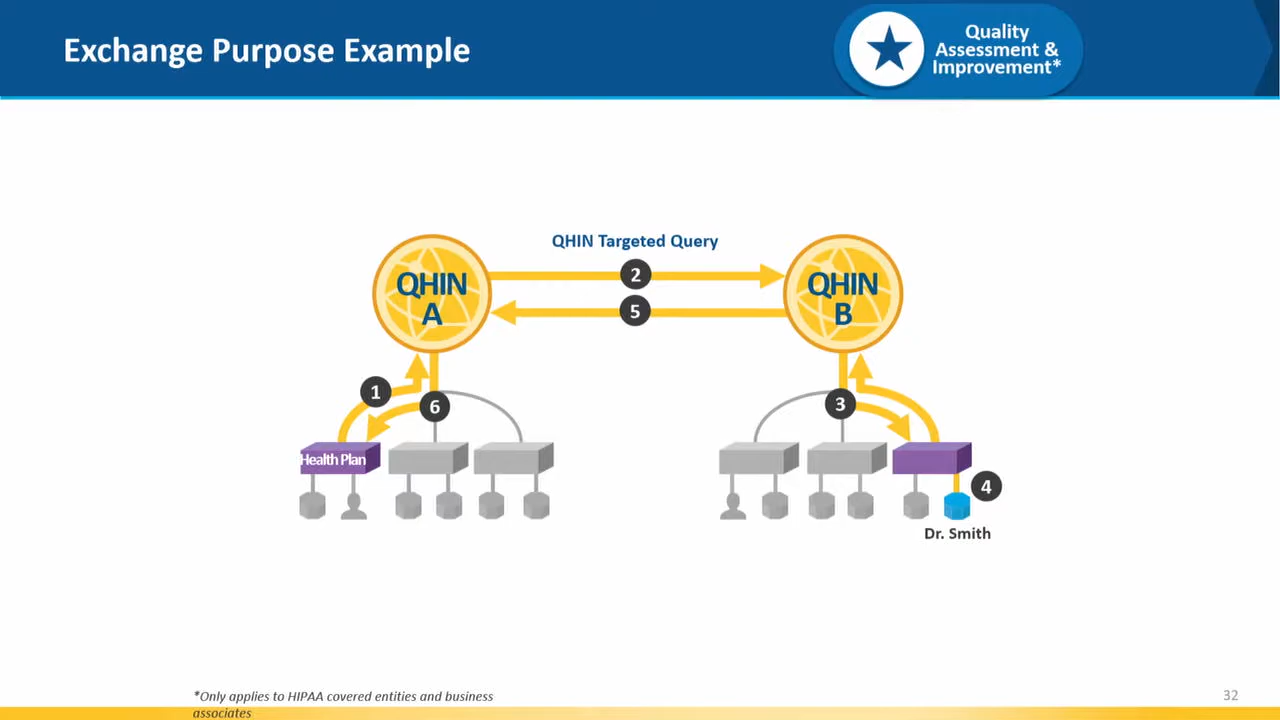 Exchange Purpose Example
Quality
Assessment &
Improvement*
QHIN Targeted Query
QHIN
A
2
5
QHIN
B
1
6
3
Health Plan
4
Dr. Smith
*Only applies to HIPAA covered entities and business
associates
32